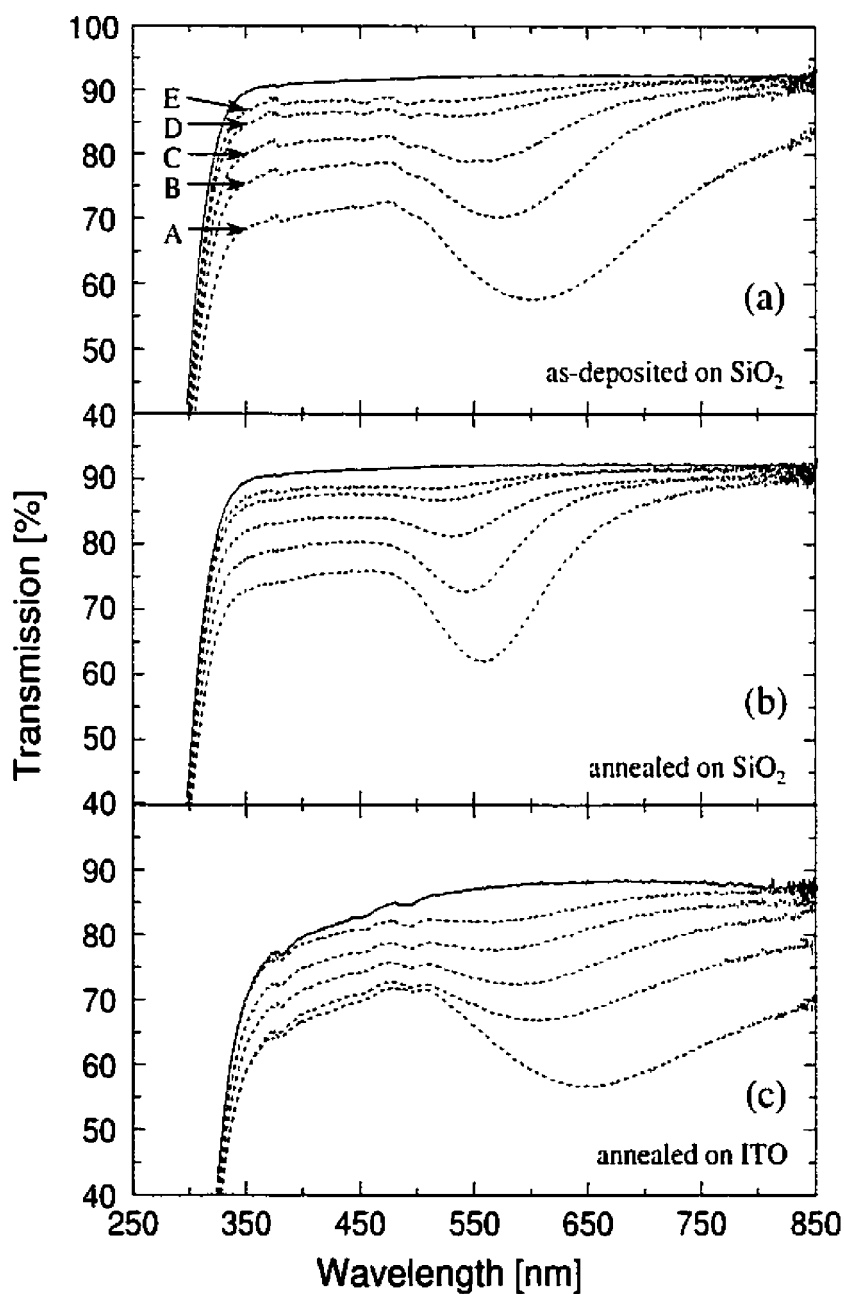 Transmission [%]
100
90
80
70
60
50
40
E
D
C
B
A
(a)
as-deposited on SiO₂
90
80
70
60
50
40
(b)
annealed on SiO₂
90
80
70
60
50
40
(c)
annealed on ITO
250 350 450 550 650 750 850
Wavelength [nm]